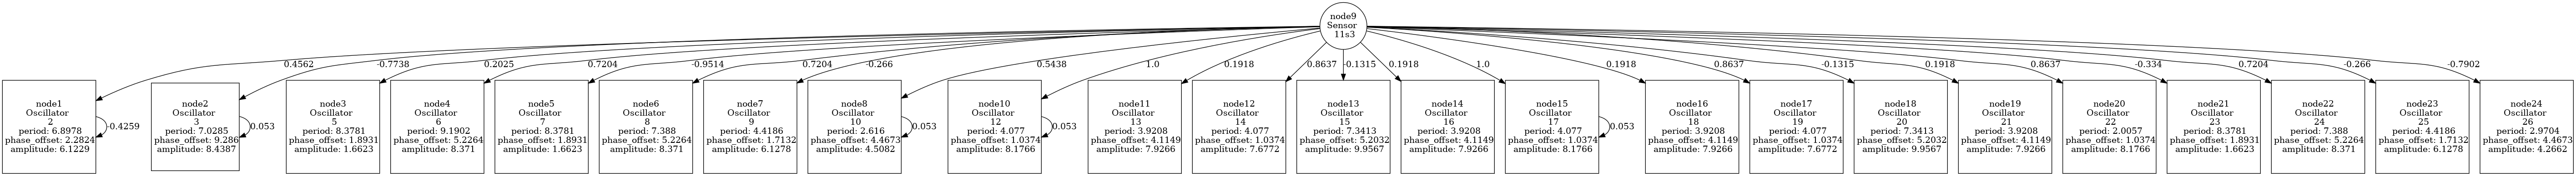 node9
Sensor
11s3
0.4562
-0.7738
0.2025
0.7204
-0.9514
0.7204
-0.266
0.5438
1.0
0.1918
0.8637
-0.1315
0.1918
1.0
0.1918
0.8637
-0.1315
0.1918
0.8637
-0.334
0.7204
-0.266
-0.7902
node1
Oscillator
2
period: 6.8978
phase_offset: 2.2824
amplitude: 6.1229
-0.4259
node2
Oscillator
3
period: 7.0285
phase_offset: 9.286
amplitude: 8.4387
0.053
node3
Oscillator
5
period: 8.3781
phase_offset: 1.8931
amplitude: 1.6623
node4
Oscillator
6
period: 9.1902
phase_offset: 5.2264
amplitude: 8.371
node5
Oscillator
7
period: 8.3781
phase_offset: 1.8931
amplitude: 1.6623
node6
Oscillator
8
period: 7.388
phase_offset: 5.2264
amplitude: 8.371
node7
Oscillator
9
period: 4.4186
phase_offset: 1.7132
amplitude: 6.1278
node8
Oscillator
10
period: 2.616
phase_offset: 4.4673
amplitude: 4.5082
0.053
node10
Oscillator
12
period: 4.077
phase_offset: 1.0374
amplitude: 8.1766
0.053
node11
Oscillator
13
period: 3.9208
phase_offset: 4.1149
amplitude: 7.9266
node12
Oscillator
14
period: 4.077
phase_offset: 1.0374
amplitude: 7.6772
node13
Oscillator
15
period: 7.3413
phase_offset: 5.2032
amplitude: 9.9567
node14
Oscillator
16
period: 3.9208
phase_offset: 4.1149
amplitude: 7.9266
node15
Oscillator
17
period: 4.077
phase_offset: 1.0374
amplitude: 8.1766
0.053
node16
Oscillator
18
period: 3.9208
phase_offset: 4.1149
amplitude: 7.9266
node17
Oscillator
19
period: 4.077
phase_offset: 1.0374
amplitude: 7.6772
node18
Oscillator
20
period: 7.3413
phase_offset: 5.2032
amplitude: 9.9567
node19
Oscillator
21
period: 3.9208
phase_offset: 4.1149
amplitude: 7.9266
node20
Oscillator
22
period: 2.0057
phase_offset: 1.0374
amplitude: 8.1766
node21
Oscillator
23
period: 8.3781
phase_offset: 1.8931
amplitude: 1.6623
node22
Oscillator
24
period: 7.388
phase_offset: 5.2264
amplitude: 8.371
node23
Oscillator
25
period: 4.4186
phase_offset: 1.7132
amplitude: 6.1278
node24
Oscillator
26
period: 2.9704
phase_offset: 4.4673
amplitude: 4.2662